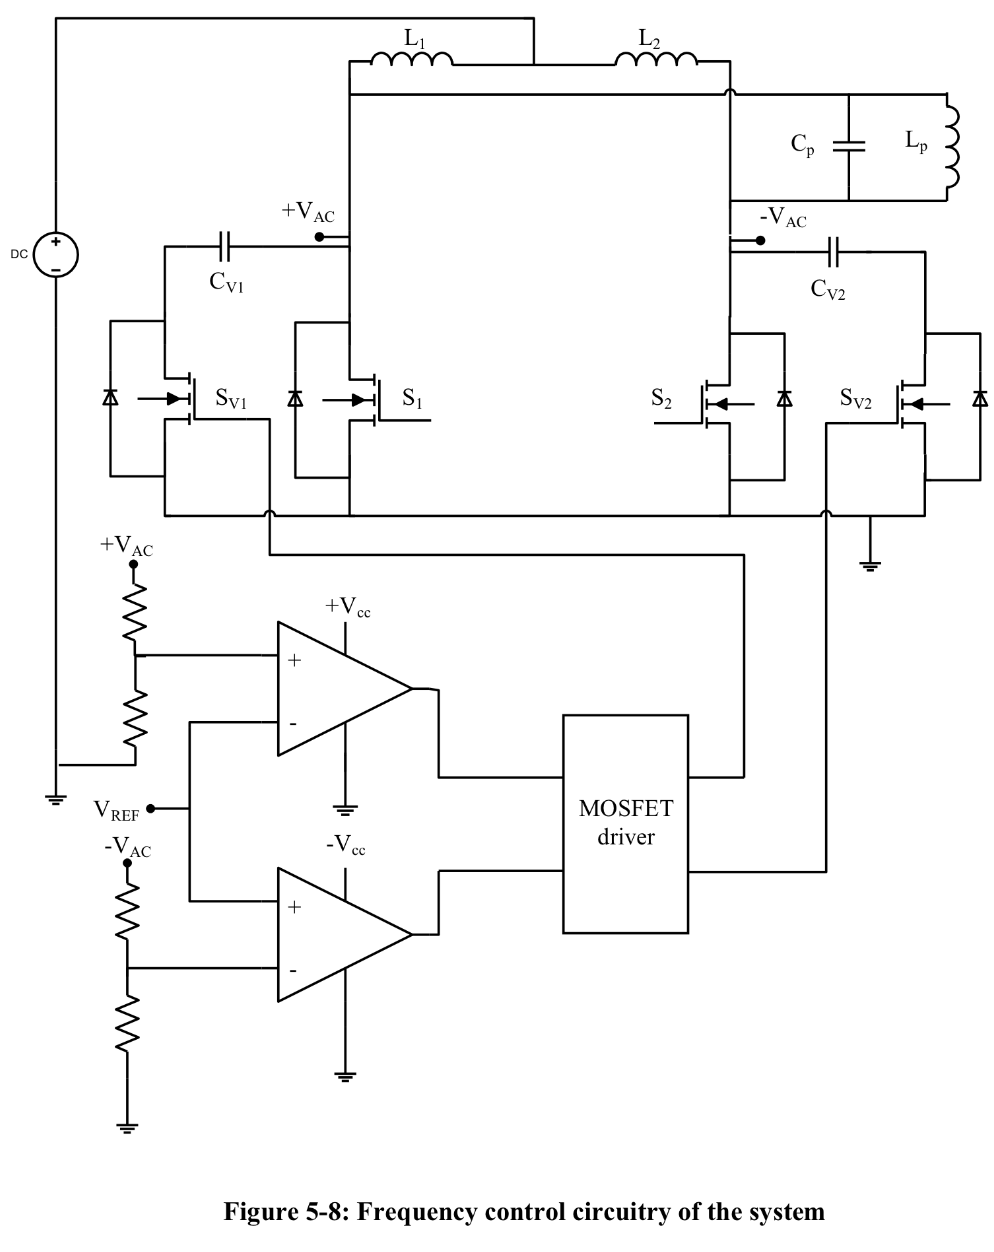 L1
L2
Cp
Lp
+VAC
-VAC
+
–
DC
CV1
CV2
SV1
S1
S2
SV2
+VAC
+Vcc
+
-
VREF
MOSFET
driver
-VAC
-Vcc
+
-
Figure 5-8: Frequency control circuitry of the system